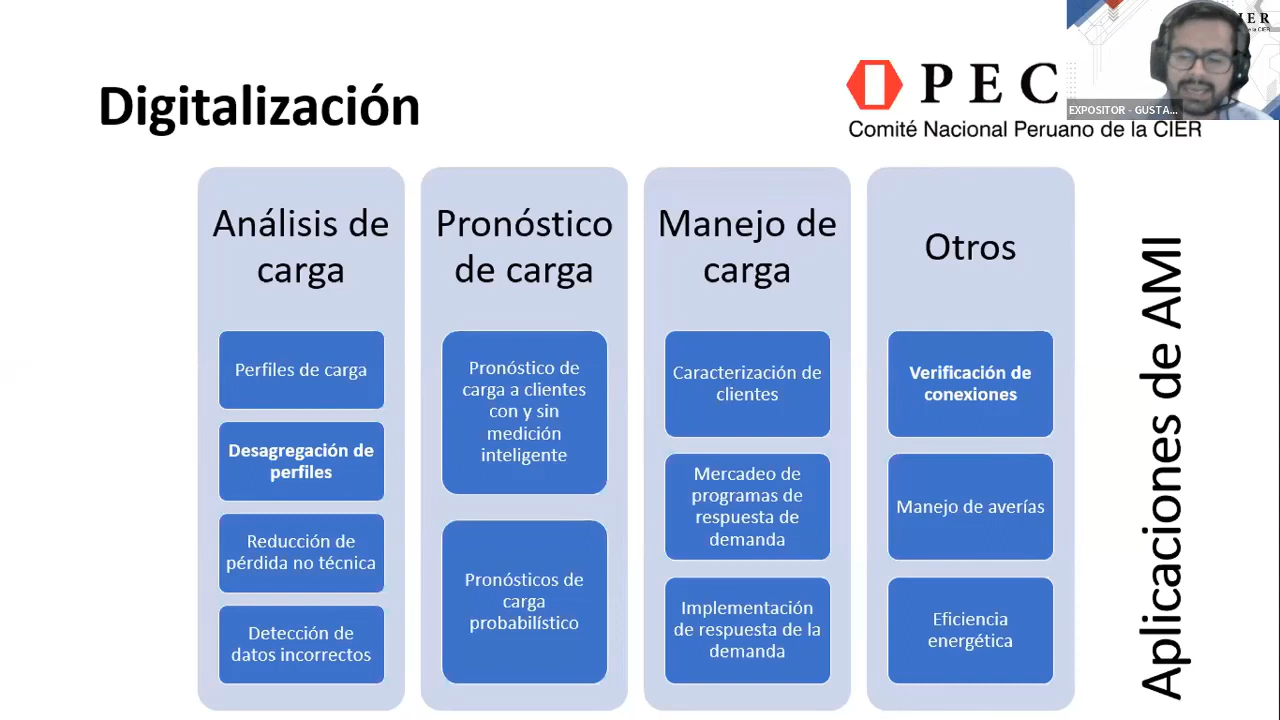 Digitalización
PEC
Comité Nacional Peruano de la CIER
IER
EXPOSITOR - GUSTA...
Análisis de
carga
Perfiles de carga
Desagregación de
perfiles
Reducción de
pérdida no técnica
Detección de
datos incorrectos
Pronóstico
de carga
Pronóstico de
carga a clientes
con y sin
medición
inteligente
Pronósticos de
carga
probabilístico
Manejo de
carga
Caracterización de
clientes
Mercadeo de
programas de
respuesta de
demanda
Implementación
de respuesta de la
demanda
Otros
Verificación de
conexiones
Manejo de averías
Eficiencia
energética
Aplicaciones de AMI